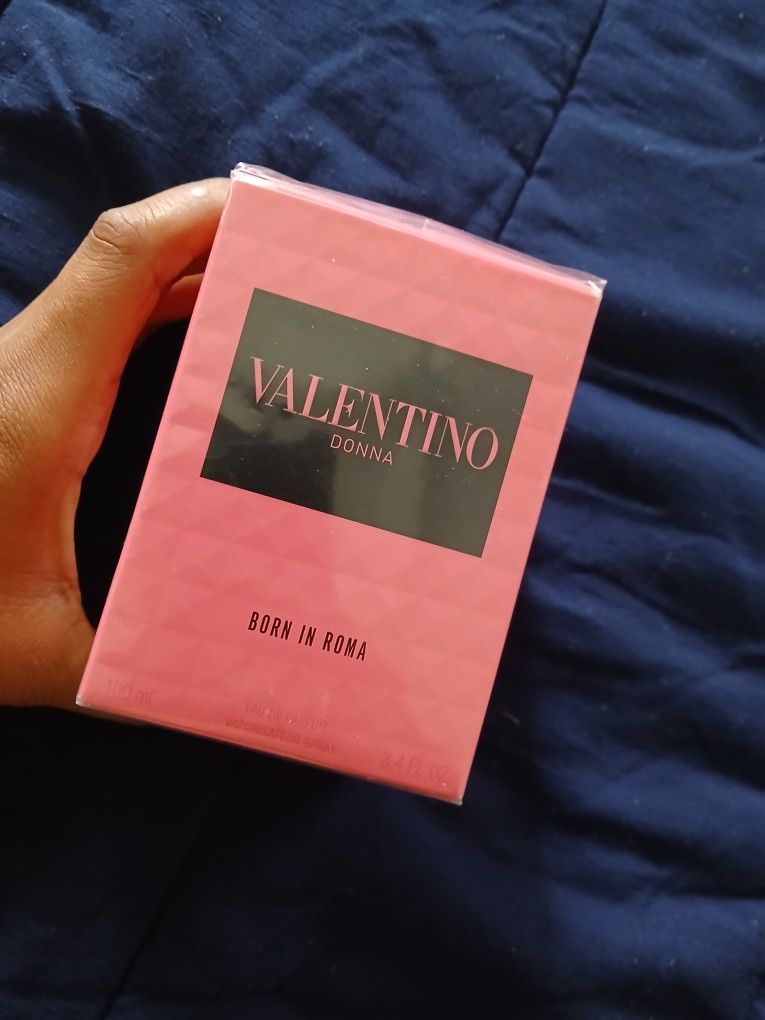 VALENTINO
DONNA
BORN IN ROMA
100 ml
EAU DE PARFUM
VAPORISATEUR SPRAY
3.4 FL OZ